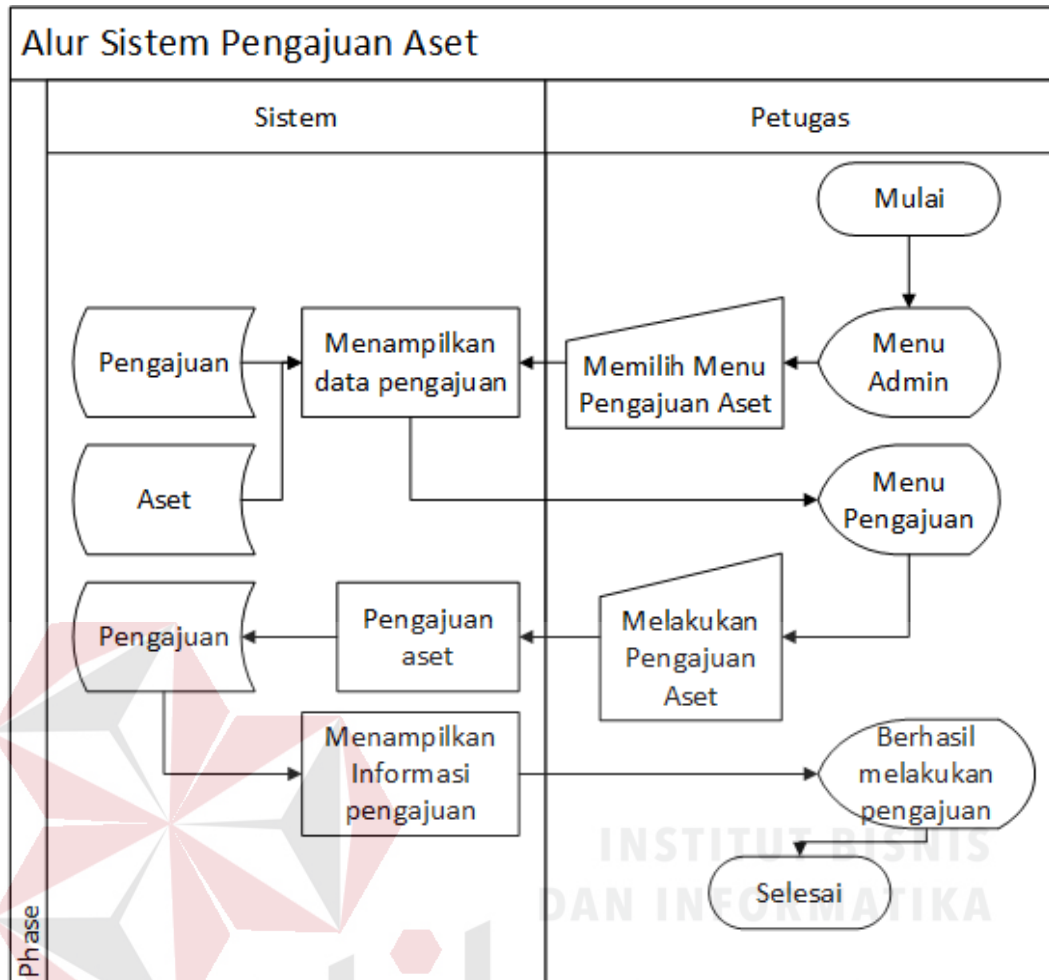 Alur Sistem Pengajuan Aset
Sistem
Petugas
Mulai
Pengajuan
Menampilkan
data pengajuan
Memilih Menu
Pengajuan Aset
Menu
Admin
Aset
Menu
Pengajuan
Pengajuan
Pengajuan
aset
Melakukan
Pengajuan
Aset
Menampilkan
Informasi
pengajuan
Berhasil
melakukan
pengajuan
INSTITUT BISNIS
DAN INFORMATIKA
Selesai
Phase